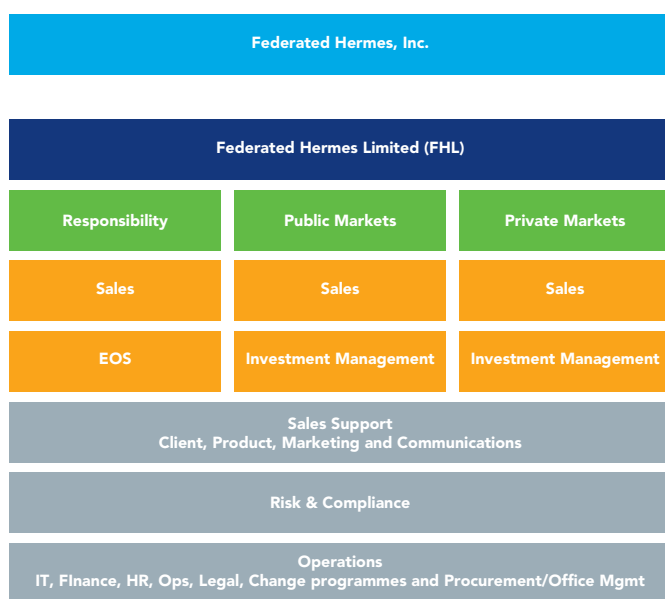 Federated Hermes, Inc.
Federated Hermes Limited (FHL)
Responsibility
Public Markets
Private Markets
Sales
Sales
Sales
EOS
Investment Management
Investment Management
Sales Support
Client, Product, Marketing and Communications
Risk & Compliance
Operations
IT, FInance, HR, Ops, Legal, Change programmes and Procurement/Office Mgmt